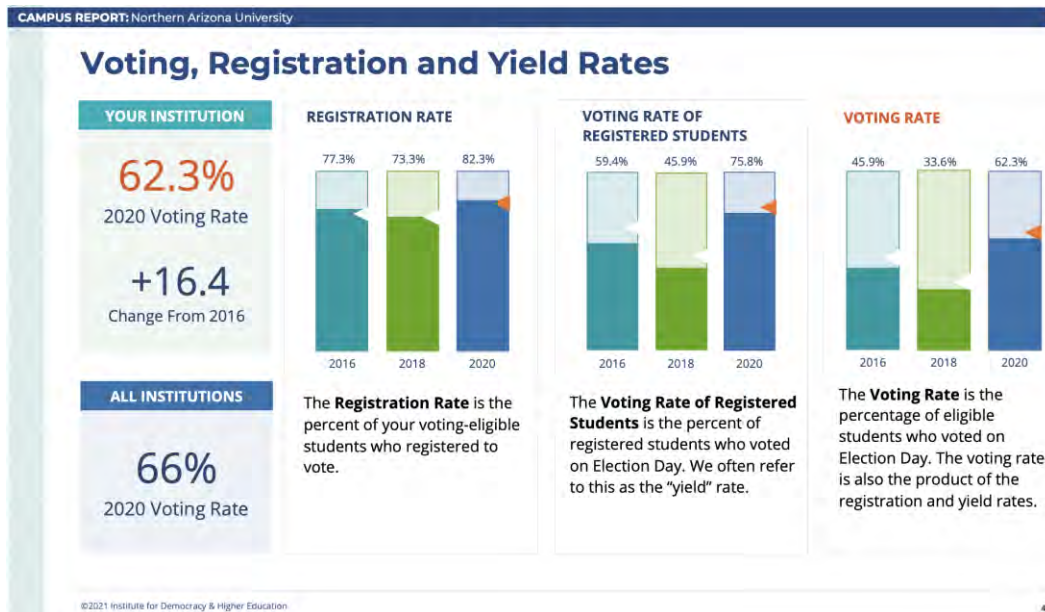 CAMPUS REPORT: Northern Arizona University
Voting, Registration and Yield Rates
YOUR INSTITUTION
62.3%
2020 Voting Rate
+16.4
Change From 2016
ALL INSTITUTIONS
66%
2020 Voting Rate
REGISTRATION RATE
77.3% 73.3% 82.3%
2016 2018 2020
The Registration Rate is the
percent of your voting-eligible
students who registered to
vote.
VOTING RATE OF
REGISTERED STUDENTS
59.4% 45.9% 75.8%
2016 2018 2020
The Voting Rate of Registered
Students is the percent of
registered students who voted
on Election Day. We often refer
to this as the “yield” rate.
VOTING RATE
45.9% 33.6% 62.3%
2016 2018 2020
The Voting Rate is the
percentage of eligible
students who voted on
Election Day. The voting rate
is also the product of the
registration and yield rates.
©2021 Institute for Democracy & Higher Education